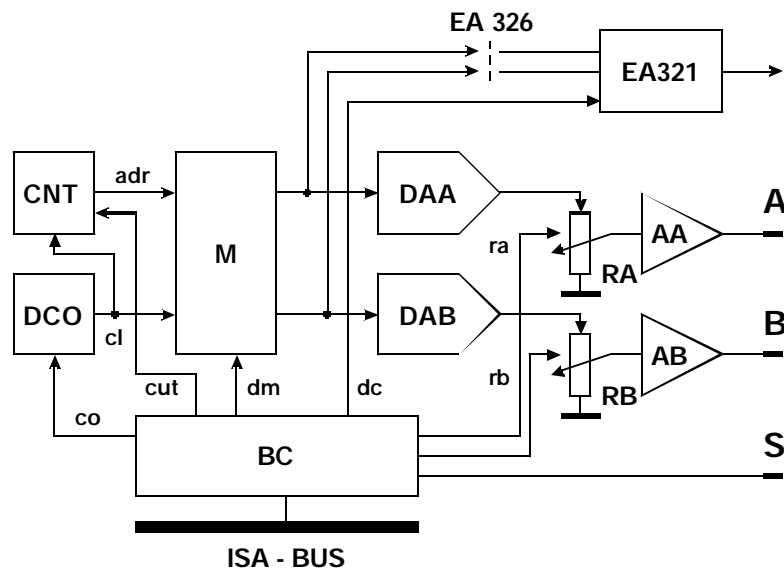 EA 326
EA321
CNT
adr
M
DAA
A
ra
RA
AA
DCO
cl
DAB
B
rb
RB
AB
cut
dm
dc
co
BC
S
ISA - BUS